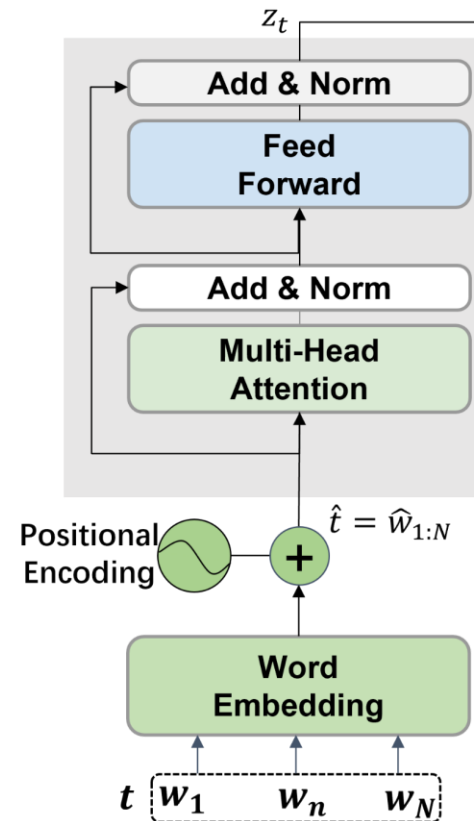 z_t
Add & Norm
Feed
Forward
Add & Norm
Multi-Head
Attention
t̂ = ŵ_{1:N}
Positional
Encoding
+
Word
Embedding
t w_1 w_n w_N